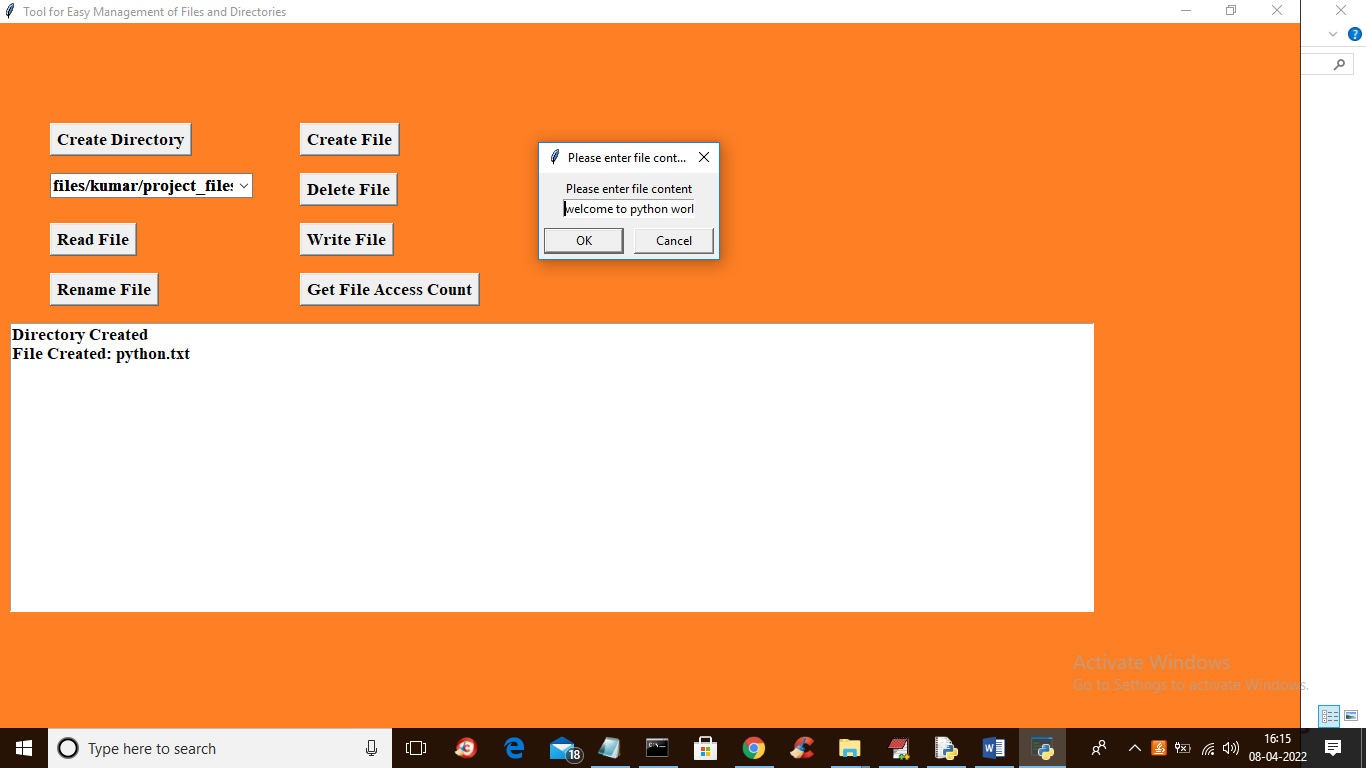 Tool for Easy Management of Files and Directories
Create Directory
Create File
files/kumar/project_files
Delete File
Read File
Write File
Rename File
Get File Access Count
Please enter file cont...
Please enter file content
welcome to python worl
OK
Cancel
Directory Created
File Created: python.txt
Activate Windows
Go to Settings to activate Windows.
Type here to search
18
16:15
08-04-2022